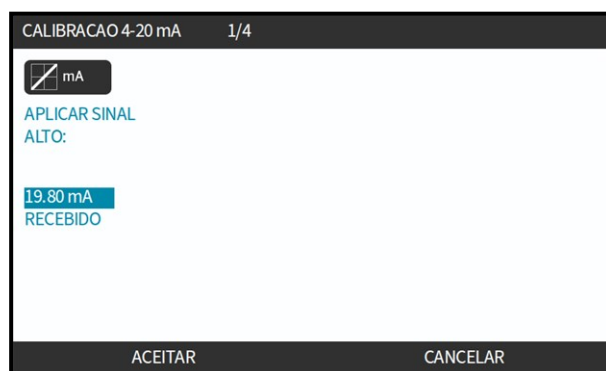 CALIBRACAO 4-20 mA 1/4
mA
APLICAR SINAL
ALTO:
19.80 mA
RECEBIDO
ACEITAR CANCELAR